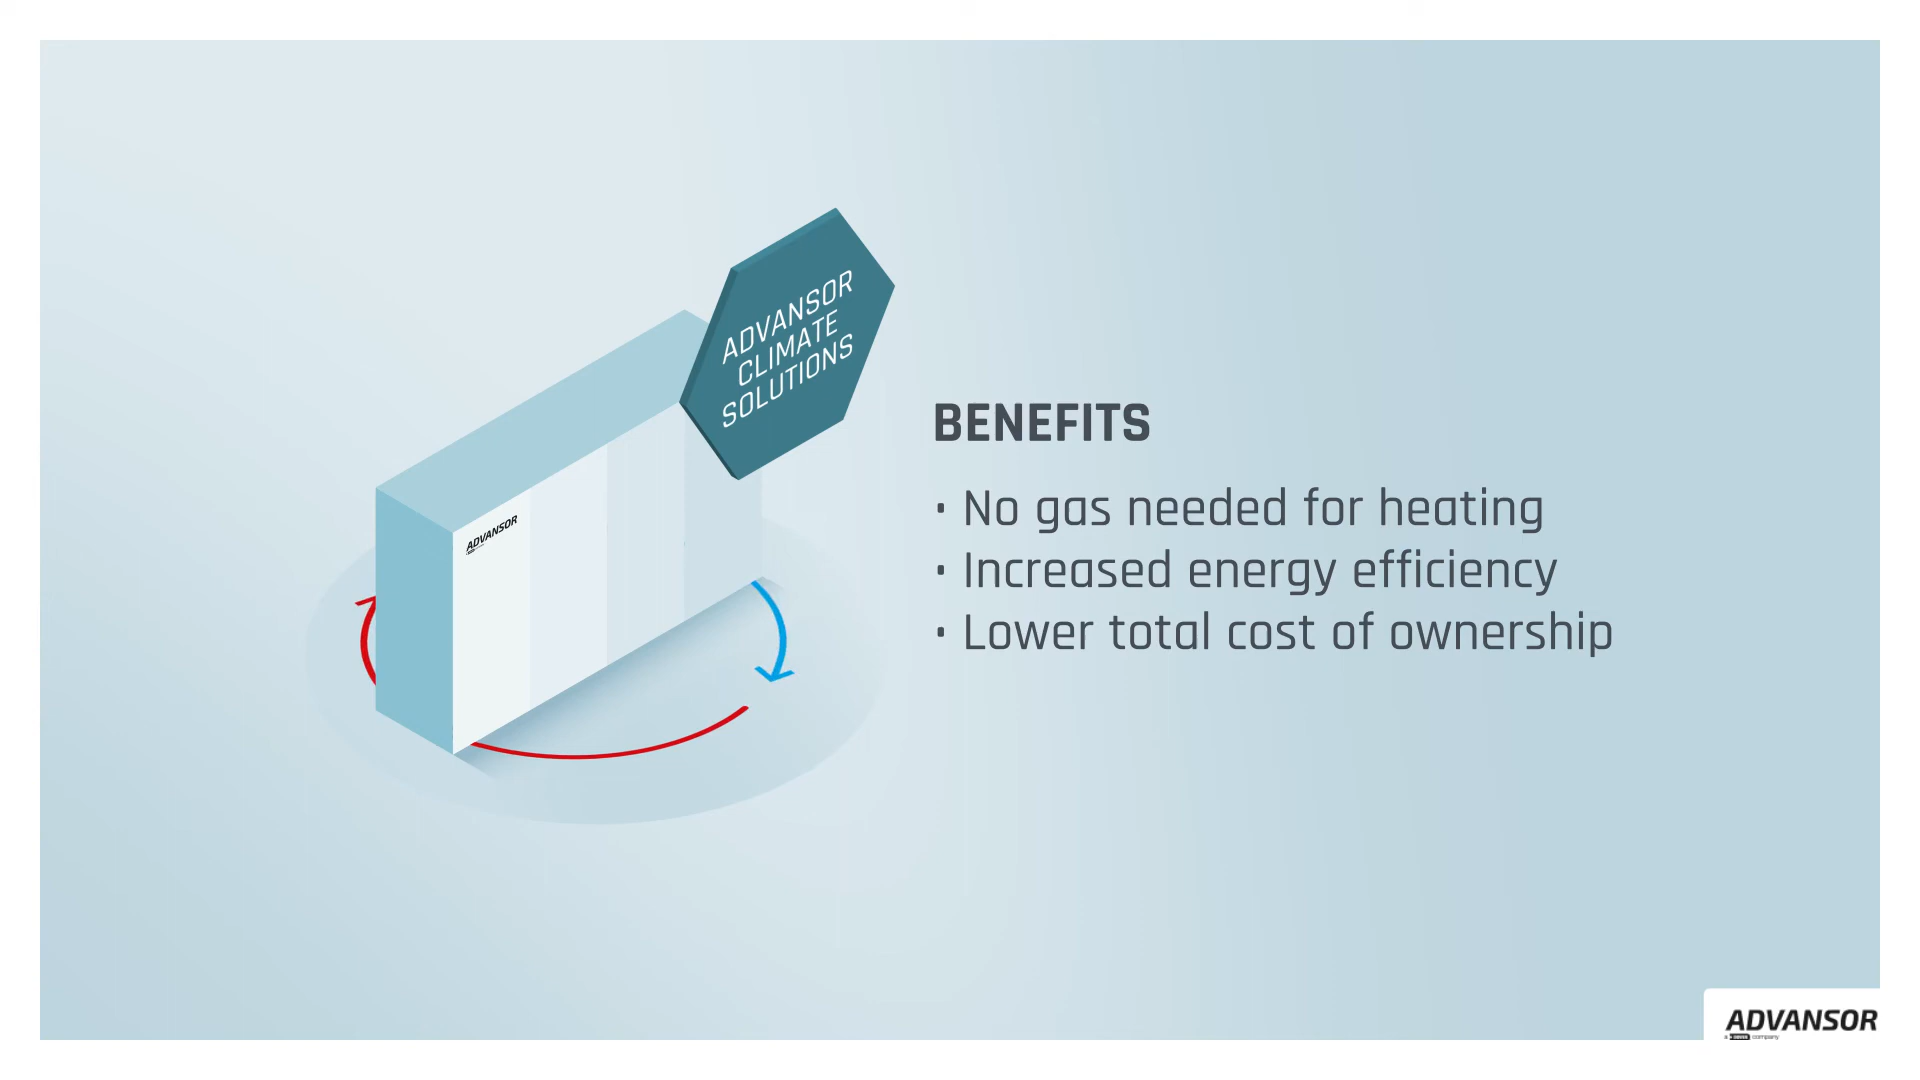 ADVANSOR
CLIMATE
SOLUTIONS
ADVANSOR
BENEFITS
• No gas needed for heating
• Increased energy efficiency
• Lower total cost of ownership
ADVANSOR
a company